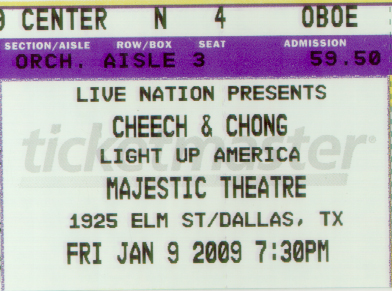 CENTER N 4 OBOE
SECTION/AISLE ROW/BOX SEAT ADMISSION
ORCH. AISLE 3 59.50
LIVE NATION PRESENTS
CHEECH & CHONG
ticketmaster
LIGHT UP AMERICA
MAJESTIC THEATRE
1925 ELM ST/DALLAS, TX
FRI JAN 9 2009 7:30PM